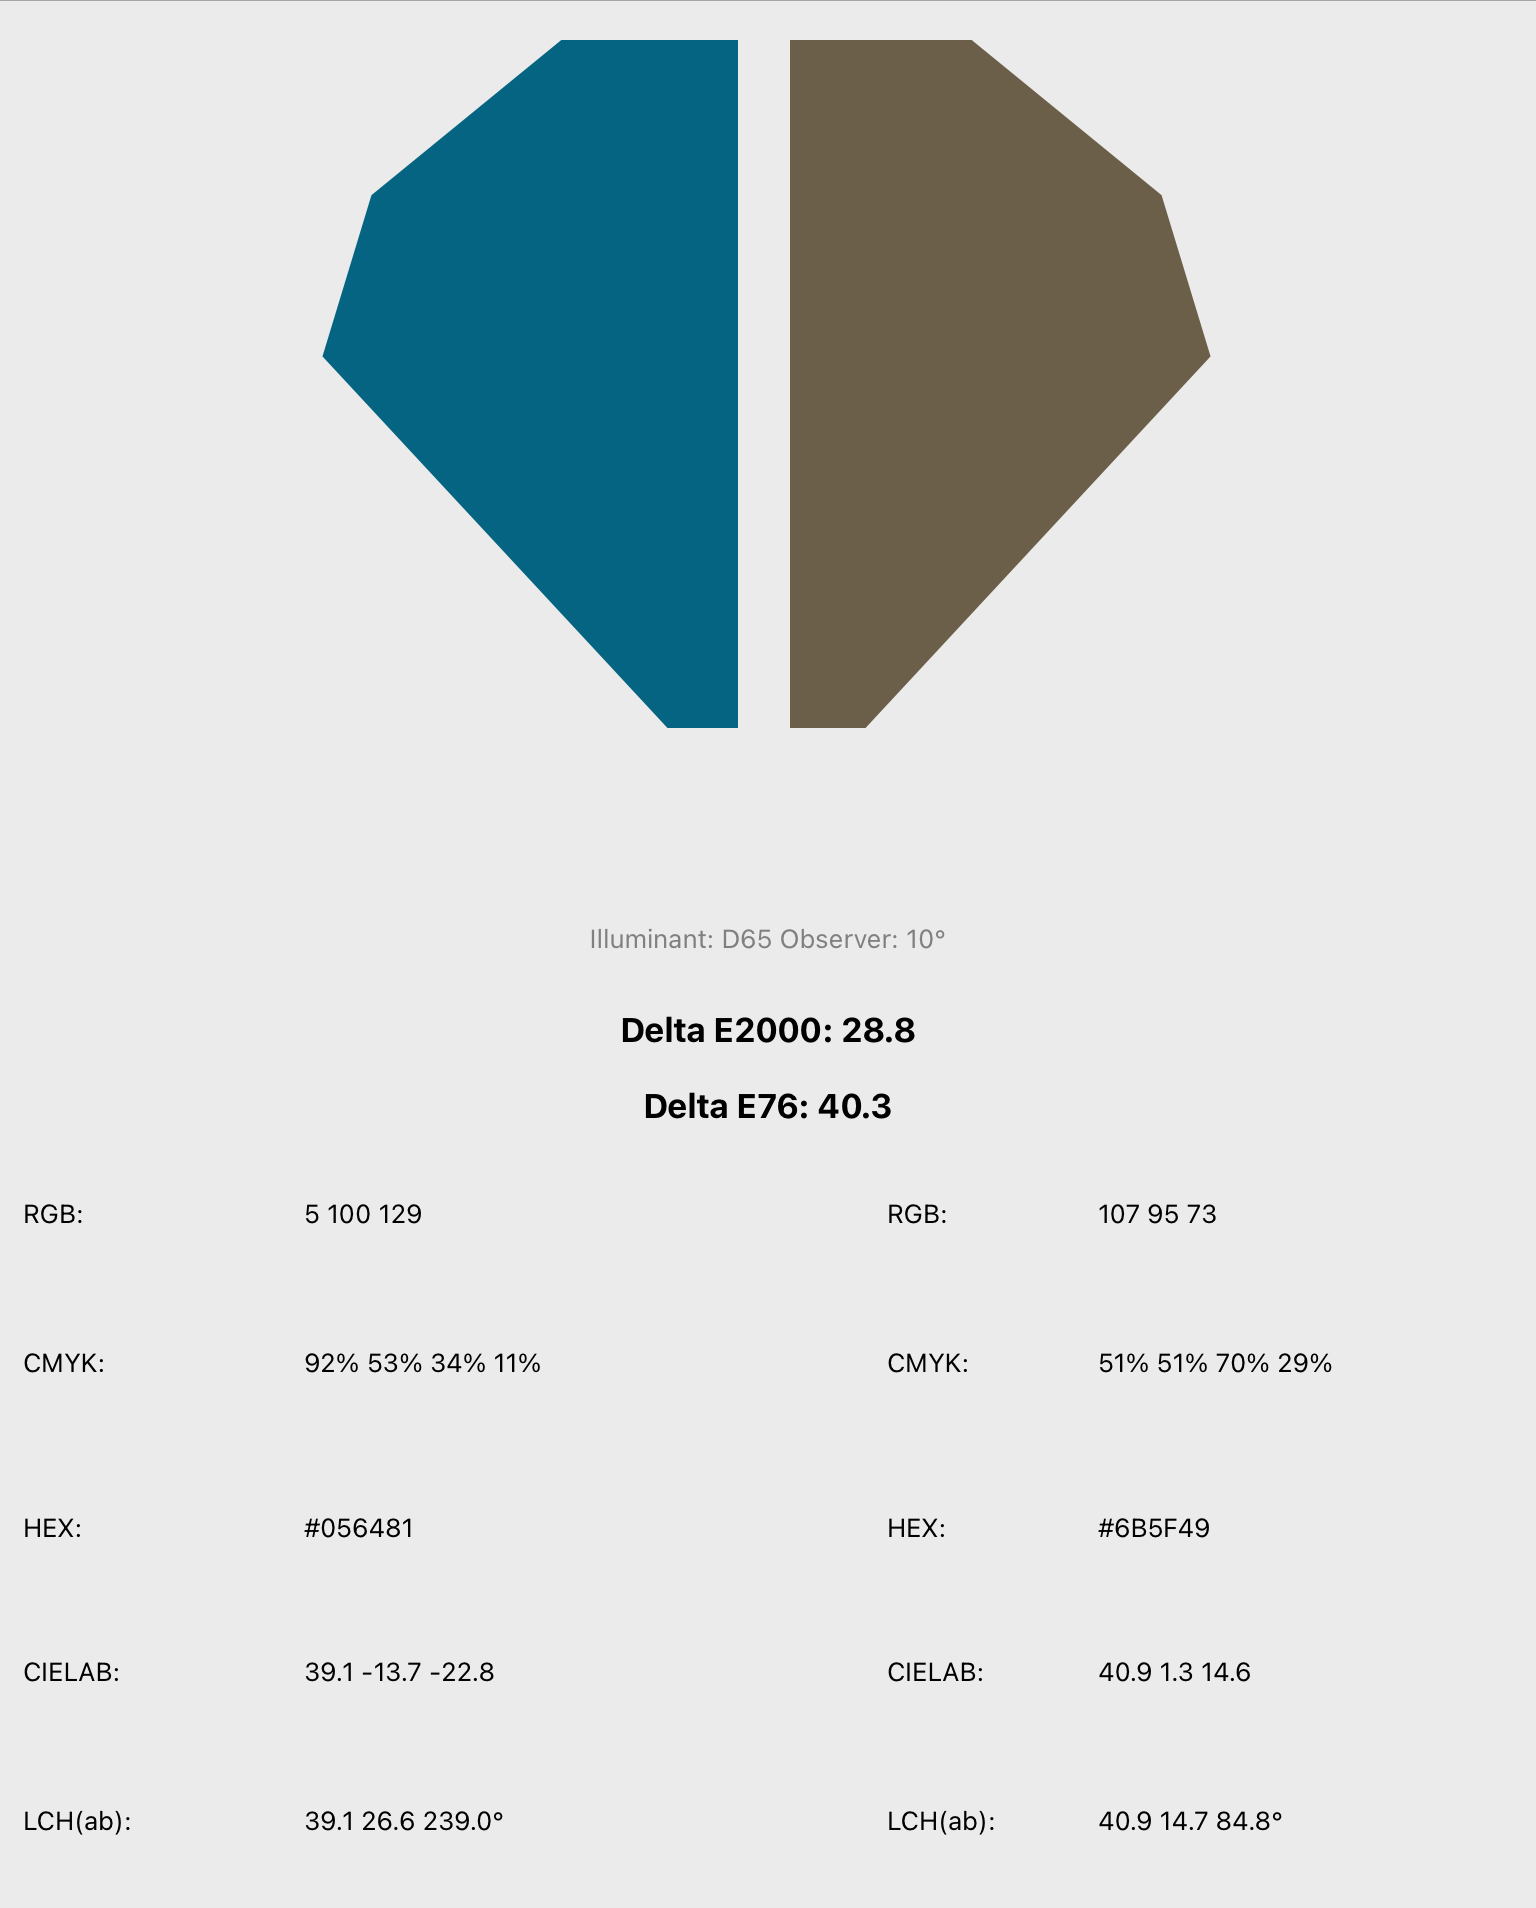 Illuminant: D65 Observer: 10°
Delta E2000: 28.8
Delta E76: 40.3
RGB: 5 100 129 RGB: 107 95 73
CMYK: 92% 53% 34% 11% CMYK: 51% 51% 70% 29%
HEX: #056481 HEX: #6B5F49
CIELAB: 39.1 -13.7 -22.8 CIELAB: 40.9 1.3 14.6
LCH(ab): 39.1 26.6 239.0° LCH(ab): 40.9 14.7 84.8°